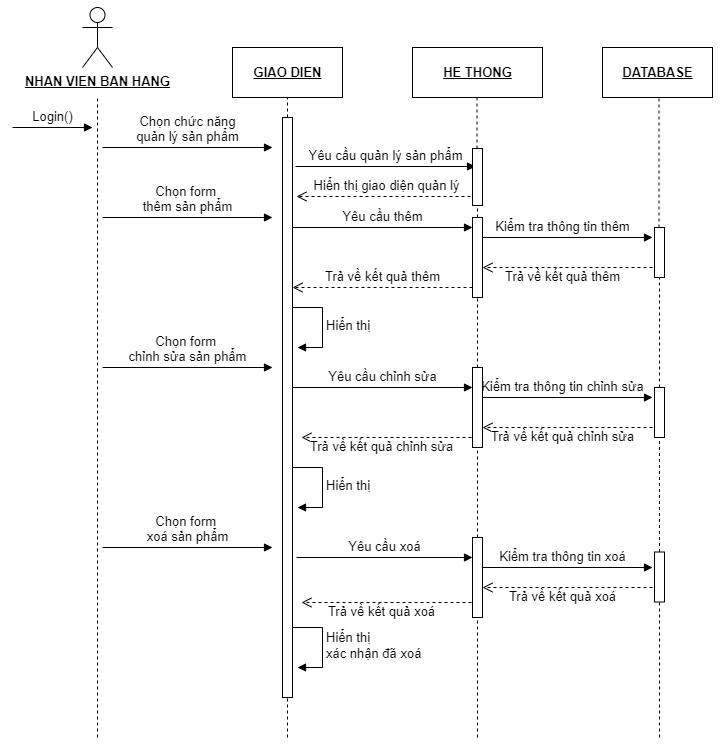 NHAN VIEN BAN HANG
GIAO DIEN
HE THONG
DATABASE
Login()
Chọn chức năng
quản lý sản phẩm
Yêu cầu quản lý sản phẩm
Hiển thị giao diện quản lý
Chọn form
thêm sản phẩm
Yêu cầu thêm
Kiểm tra thông tin thêm
Trả về kết quả thêm
Trả về kết quả thêm
Hiển thị
Chọn form
chỉnh sửa sản phẩm
Yêu cầu chỉnh sửa
Kiểm tra thông tin chỉnh sửa
Trả về kết quả chỉnh sửa
Trả về kết quả chỉnh sửa
Hiển thị
Chọn form
xoá sản phẩm
Yêu cầu xoá
Kiểm tra thông tin xoá
Trả về kết quả xoá
Trả về kết quả xoá
Hiển thị
xác nhận đã xoá